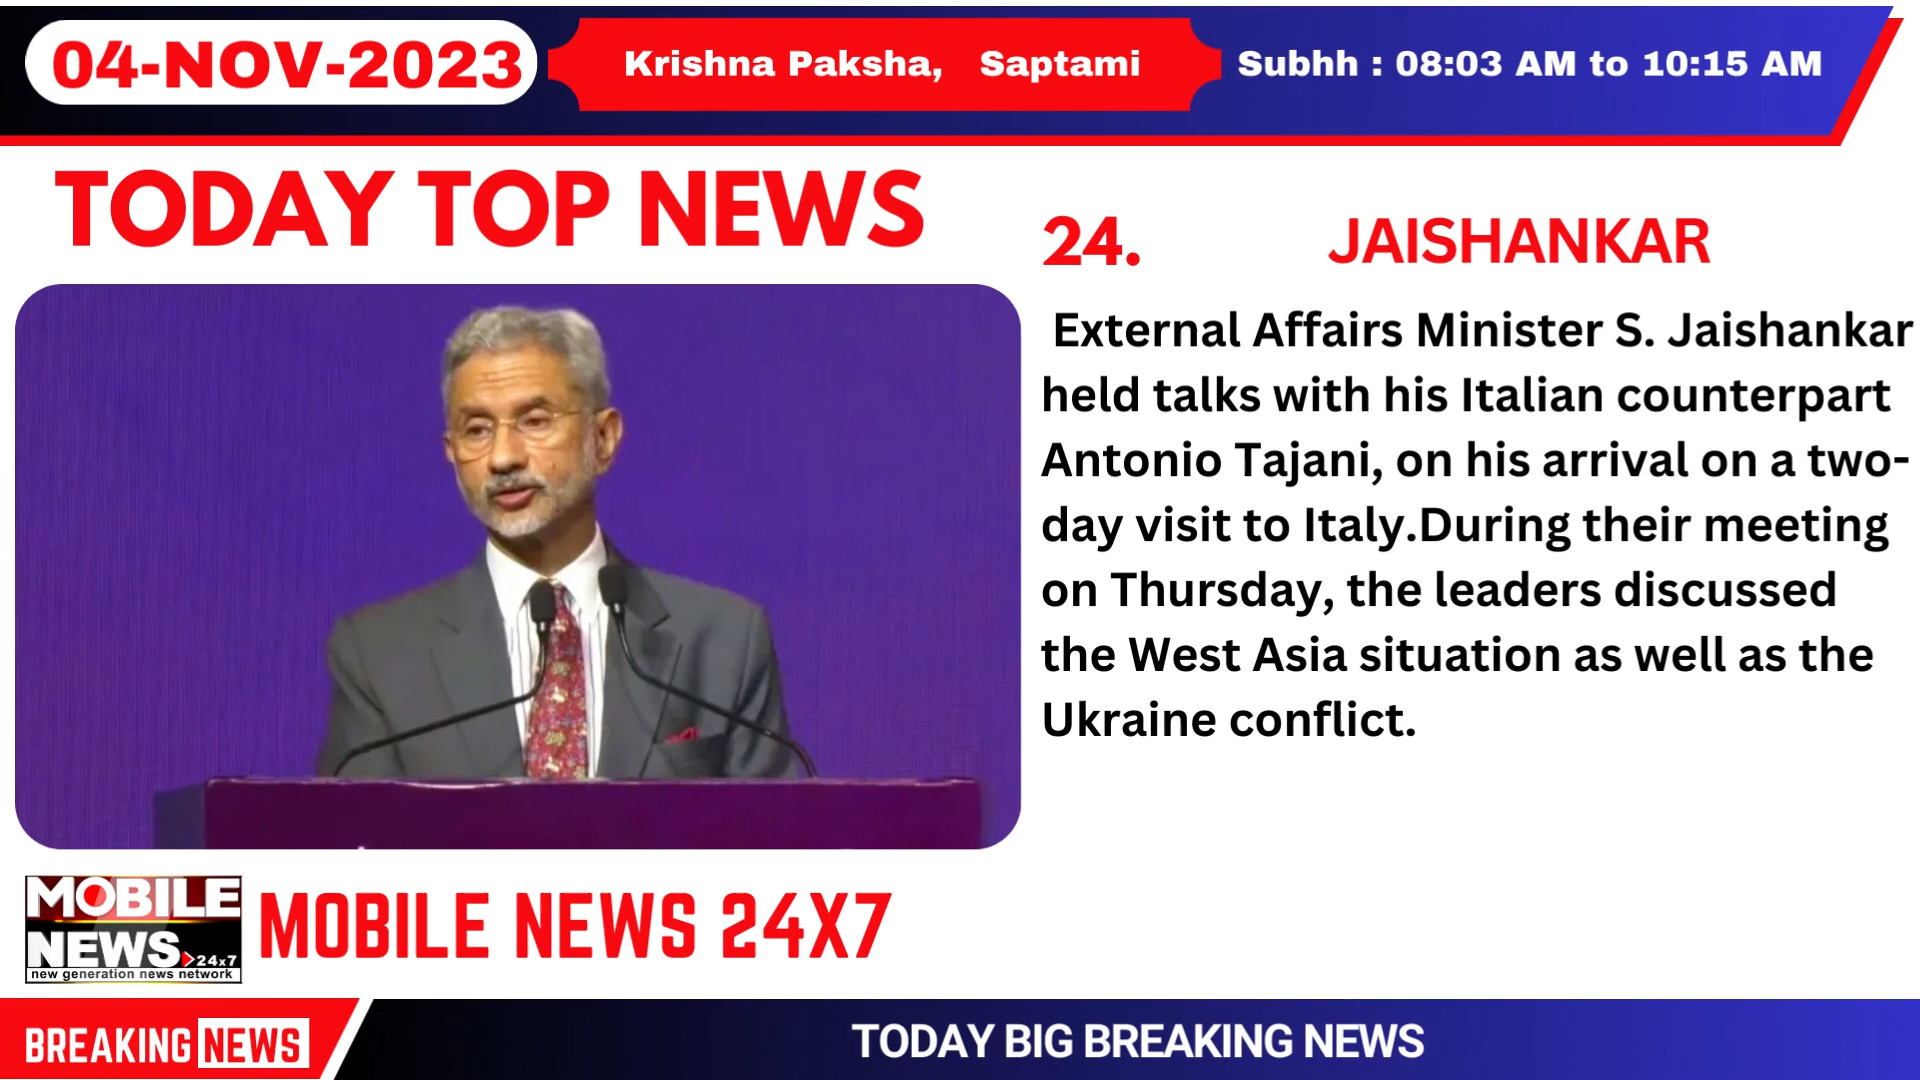 04-NOV-2023
Krishna Paksha, Saptami
Subhh : 08:03 AM to 10:15 AM
TODAY TOP NEWS
24. JAISHANKAR
External Affairs Minister S. Jaishankar
held talks with his Italian counterpart
Antonio Tajani, on his arrival on a two-
day visit to Italy.During their meeting
on Thursday, the leaders discussed
the West Asia situation as well as the
Ukraine conflict.
MOBILE
NEWS 24x7
new generation news network
MOBILE NEWS 24X7
BREAKING NEWS
TODAY BIG BREAKING NEWS